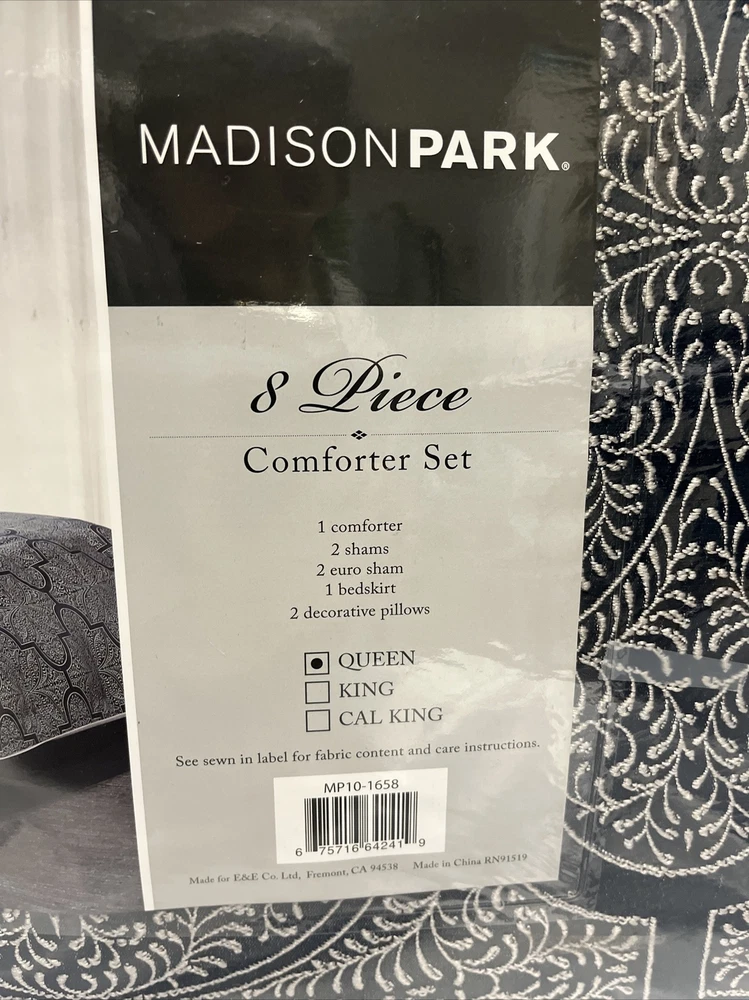 MADISONPARK®
8 Piece
Comforter Set
1 comforter
2 shams
2 euro sham
1 bedskirt
2 decorative pillows
QUEEN
KING
CAL KING
See sewn in label for fabric content and care instructions.
MP10-1658
6 75716 64241 9
Made for E&E Co. Ltd, Fremont, CA 94538 Made in China RN91519